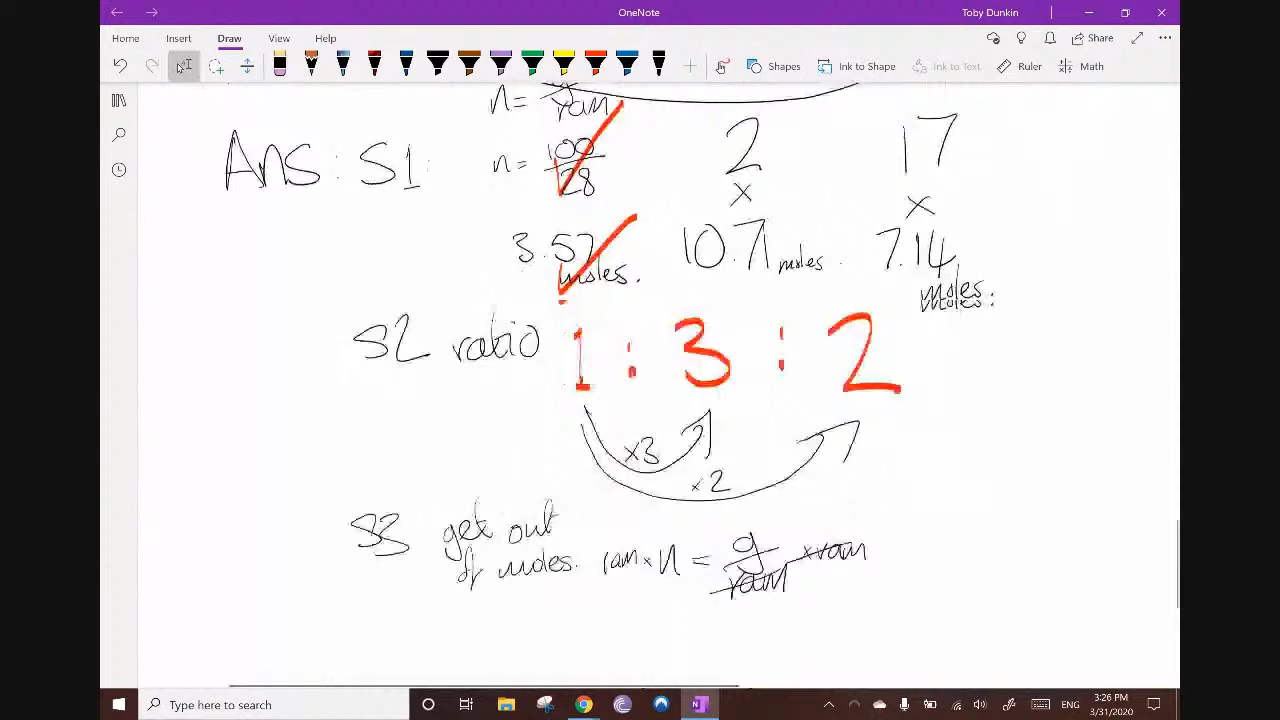 OneNote
Toby Dunkin
Home Insert Draw View Help
Share
Shapes Ink to Shape Ink to Text Ruler Math
n = g
ram
Ans : S1 :
n = 100
28
2 17
x x
3.57 moles. 10.71 moles. 7.14 moles:
S2 ratio 1 : 3 : 2
x3
x2
S3 get out
of moles. ram x n = g x ram
ram
Type here to search
ENG
3:26 PM
3/31/2020